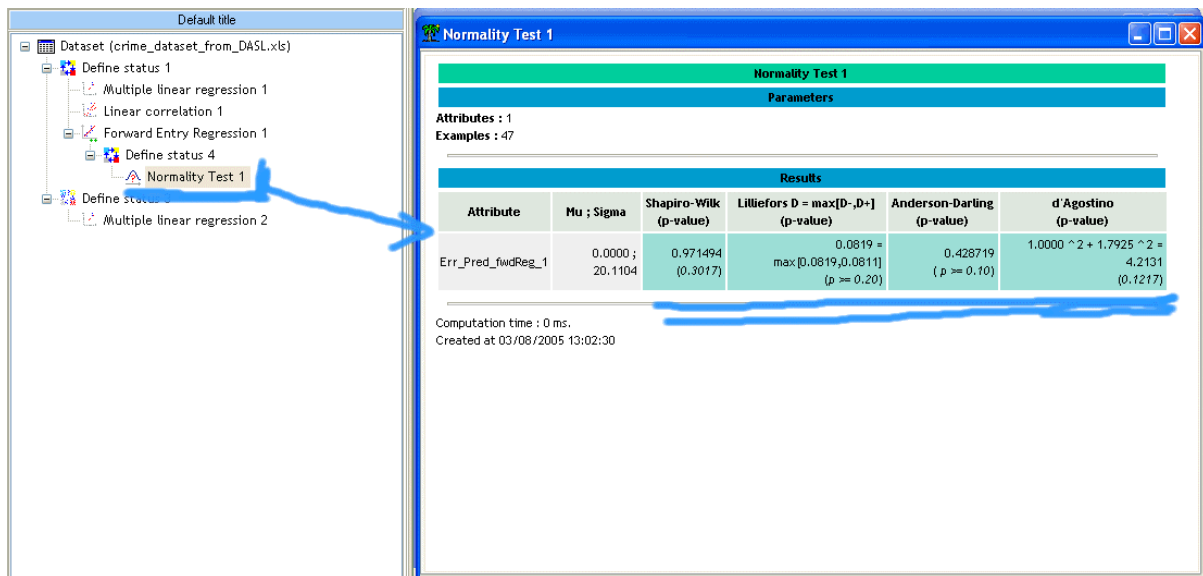 Default title
Dataset (crime_dataset_from_DASL.xls)
Define status 1
Multiple linear regression 1
Linear correlation 1
Forward Entry Regression 1
Define status 4
Normality Test 1
Define status
Multiple linear regression 2
Normality Test 1
Normality Test 1
Parameters
Attributes : 1
Examples : 47
Results
Attribute Mu ; Sigma Shapiro-Wilk (p-value) Lilliefors D = max[D-,D+] (p-value) Anderson-Darling (p-value) d'Agostino (p-value)
Err_Pred_fwdReg_1 0.0000 ; 20.1104 0.971494 (0.3017) 0.0819 = max[0.0819,0.0811] (p >= 0.20) 0.428719 ( p >= 0.10) 1.0000 ^2 + 1.7925 ^2 = 4.2131 (0.1217)
Computation time : 0 ms.
Created at 03/08/2005 13:02:30